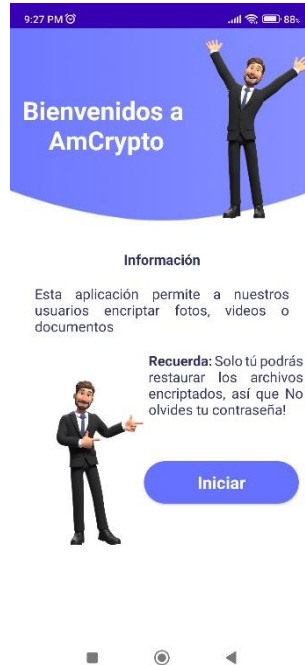 9:27 PM
88%
Bienvenidos a
AmCrypto
Información
Esta aplicación permite a nuestros
usuarios encriptar fotos, videos o
documentos
Recuerda: Solo tú podrás
restaurar los archivos
encriptados, así que No
olvides tu contraseña!
Iniciar